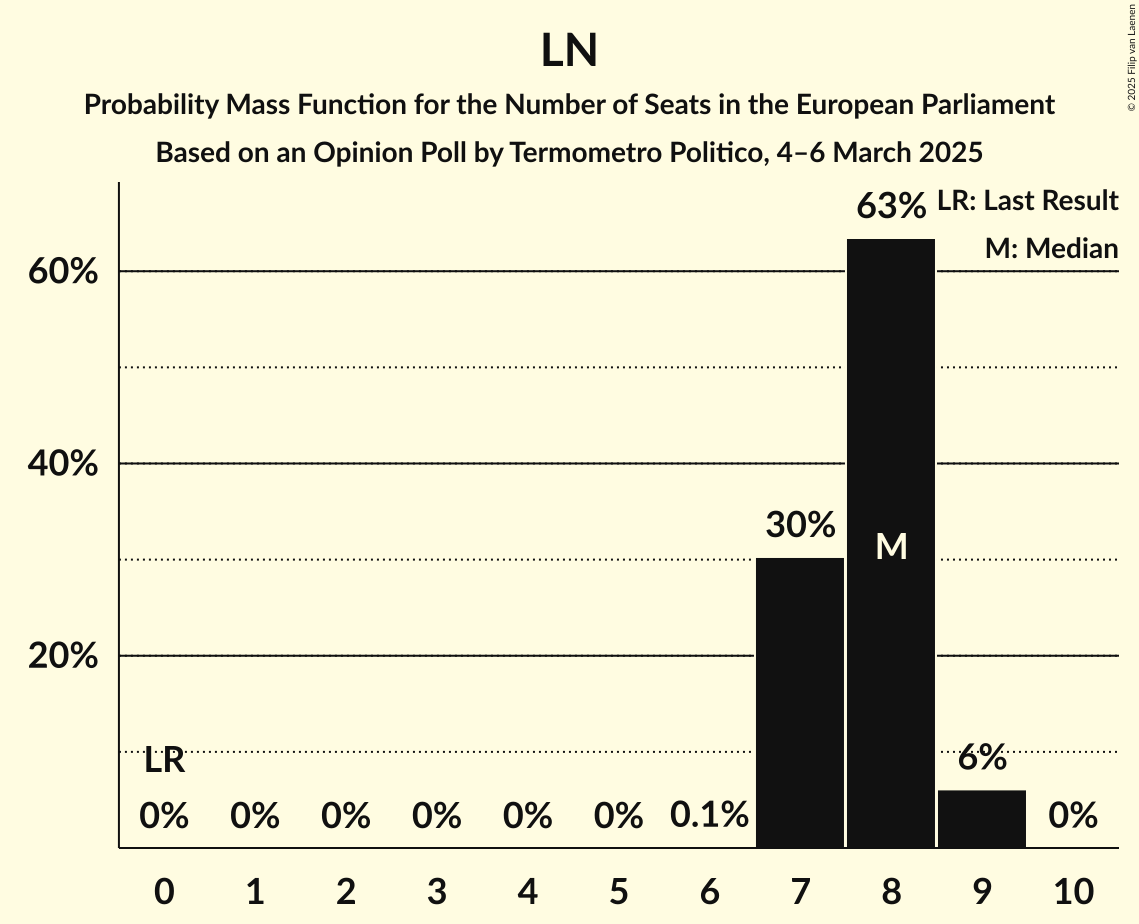 LN
Probability Mass Function for the Number of Seats in the European Parliament
Based on an Opinion Poll by Termometro Politico, 4–6 March 2025
© 2025 Filip van Laenen
LR: Last Result
M: Median
63%
60%
40%
30%
M
20%
LR
6%
0% 0% 0% 0% 0% 0% 0.1% 0%
0 1 2 3 4 5 6 7 8 9 10